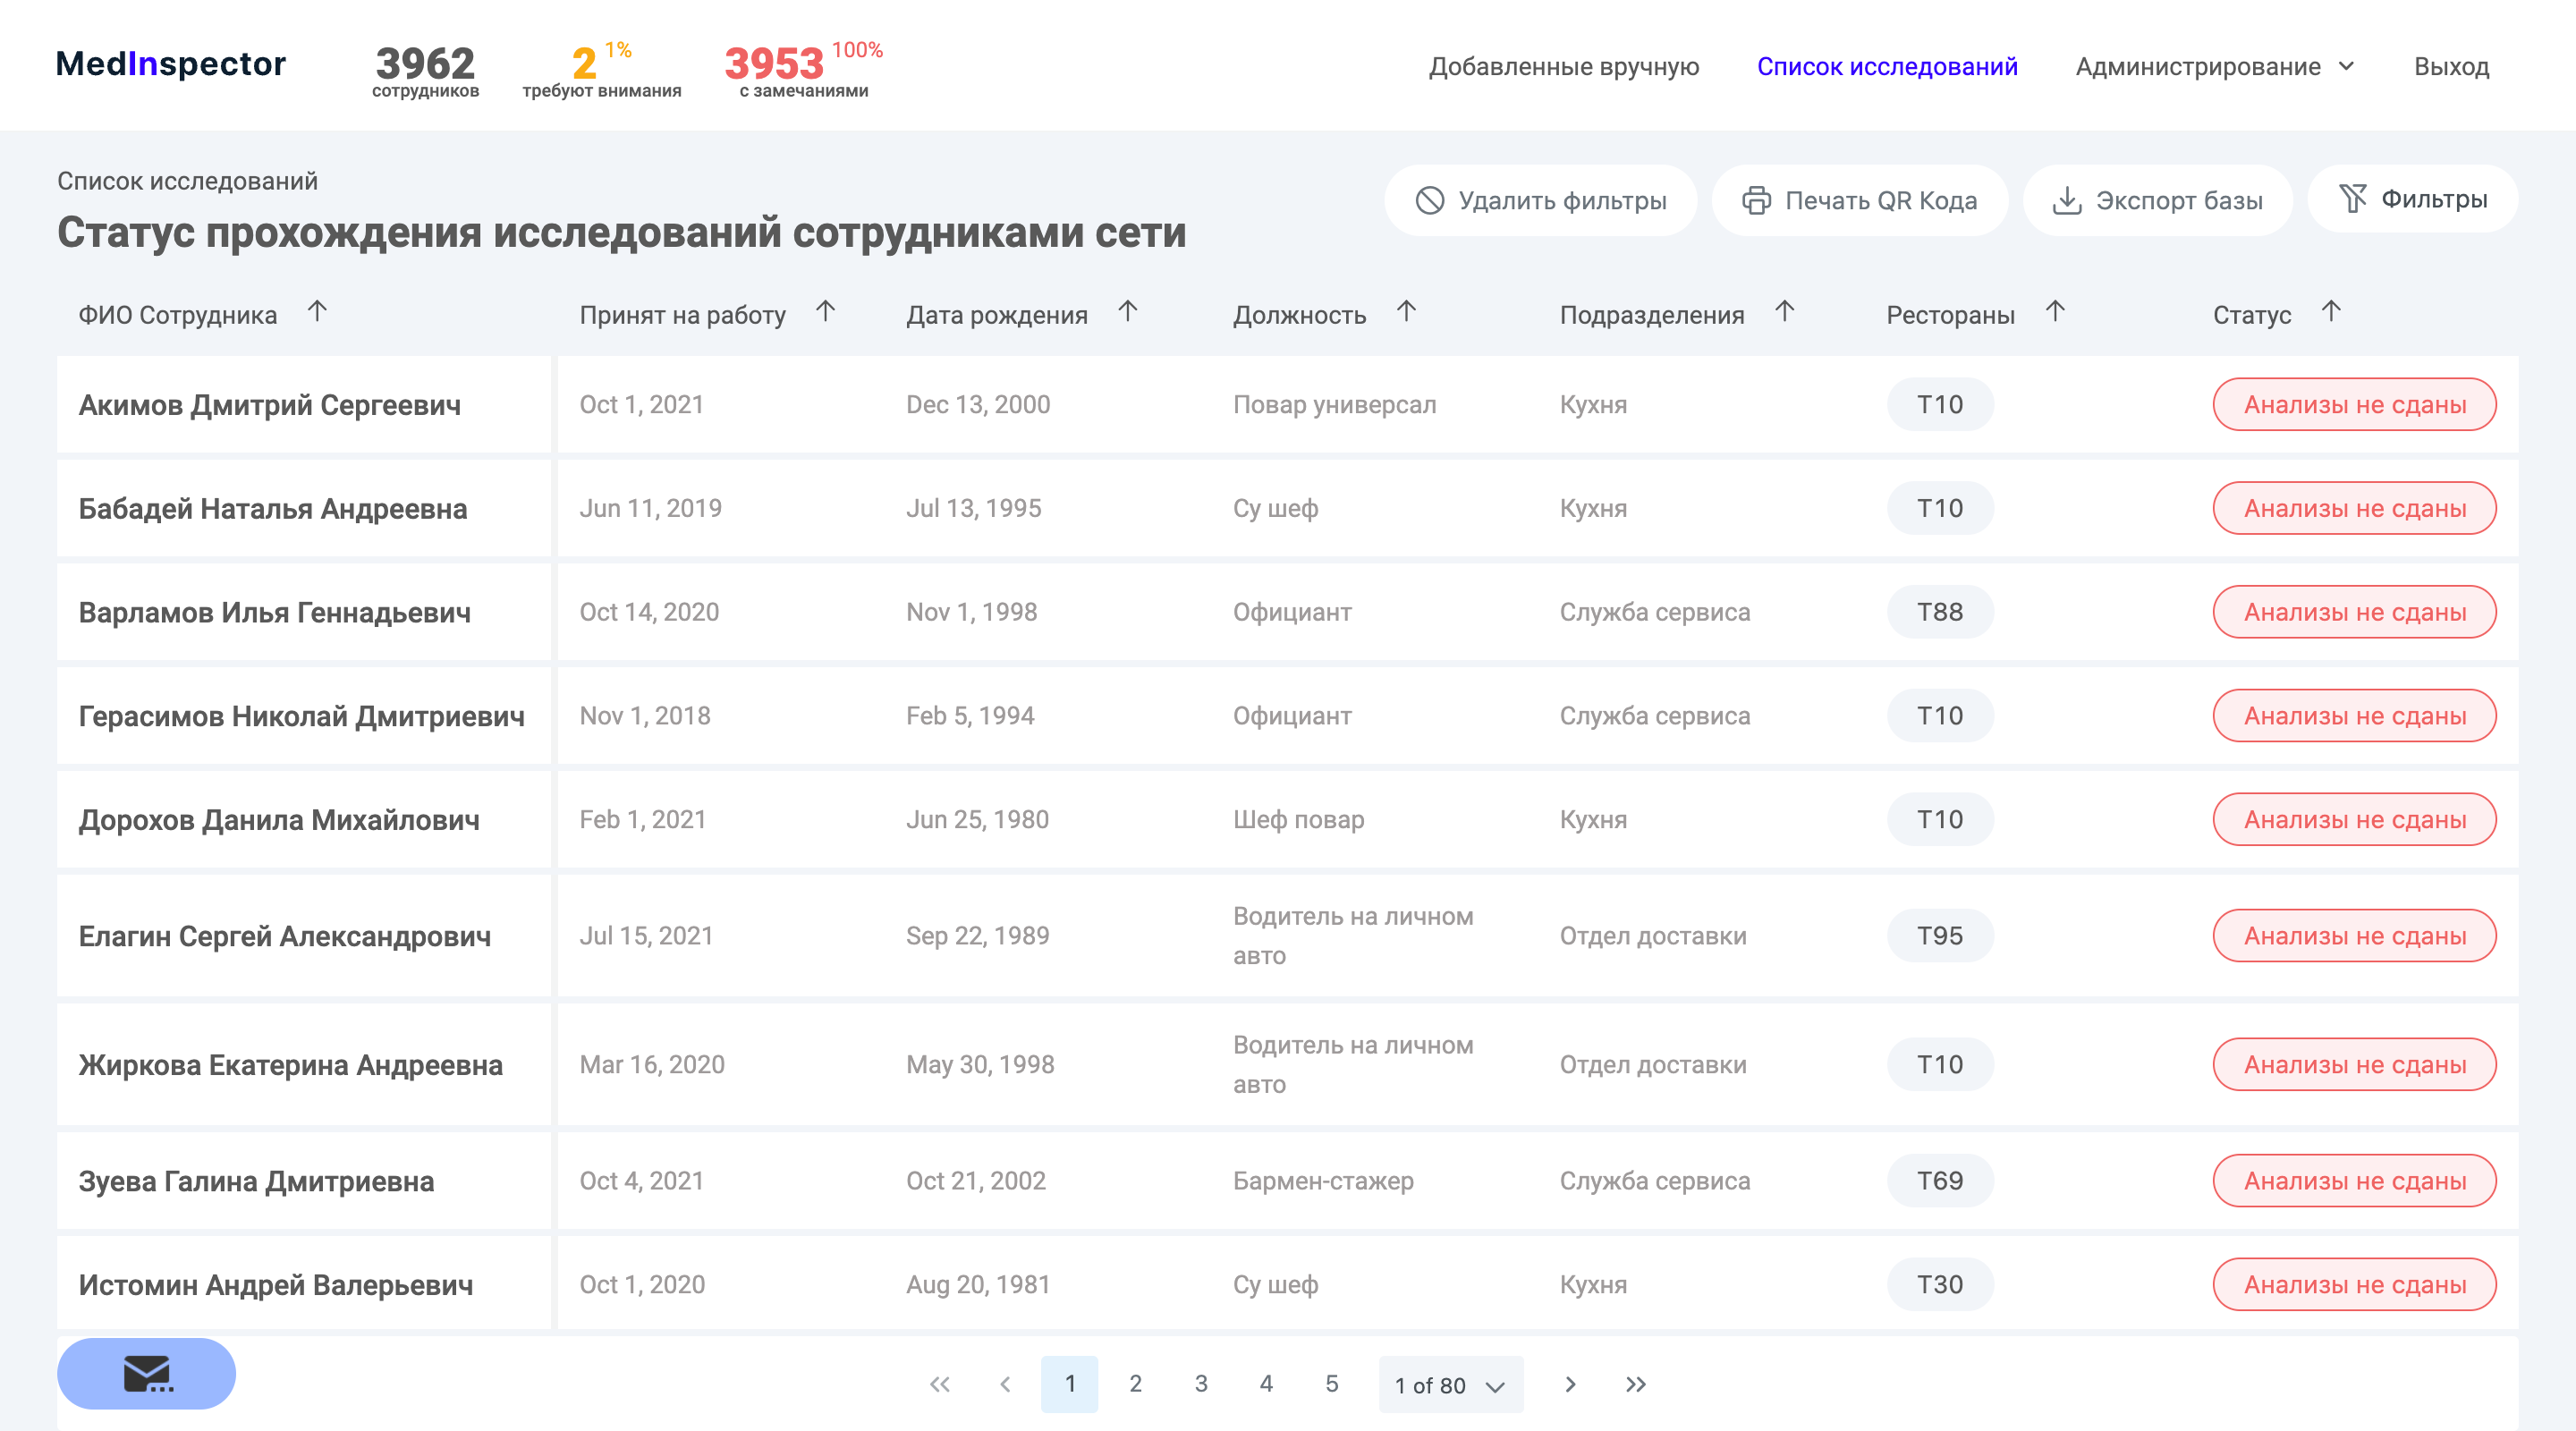 MedInspector
3962
сотрудников
2 1%
требуют внимания
3953 100%
с замечаниями
Добавленные вручную
Список исследований
Администрирование
Выход
Список исследований
Статус прохождения исследований сотрудниками сети
Удалить фильтры
Печать QR Кода
Экспорт базы
Фильтры
ФИО Сотрудника Принят на работу Дата рождения Должность Подразделения Рестораны Статус
Акимов Дмитрий Сергеевич Oct 1, 2021 Dec 13, 2000 Повар универсал Кухня T10 Анализы не сданы
Бабадей Наталья Андреевна Jun 11, 2019 Jul 13, 1995 Су шеф Кухня T10 Анализы не сданы
Варламов Илья Геннадьевич Oct 14, 2020 Nov 1, 1998 Официант Служба сервиса T88 Анализы не сданы
Герасимов Николай Дмитриевич Nov 1, 2018 Feb 5, 1994 Официант Служба сервиса T10 Анализы не сданы
Дорохов Данила Михайлович Feb 1, 2021 Jun 25, 1980 Шеф повар Кухня T10 Анализы не сданы
Елагин Сергей Александрович Jul 15, 2021 Sep 22, 1989 Водитель на личном
авто Отдел доставки T95 Анализы не сданы
Жиркова Екатерина Андреевна Mar 16, 2020 May 30, 1998 Водитель на личном
авто Отдел доставки T10 Анализы не сданы
Зуева Галина Дмитриевна Oct 4, 2021 Oct 21, 2002 Бармен-стажер Служба сервиса T69 Анализы не сданы
Истомин Андрей Валерьевич Oct 1, 2020 Aug 20, 1981 Су шеф Кухня T30 Анализы не сданы
1 2 3 4 5 1 of 80